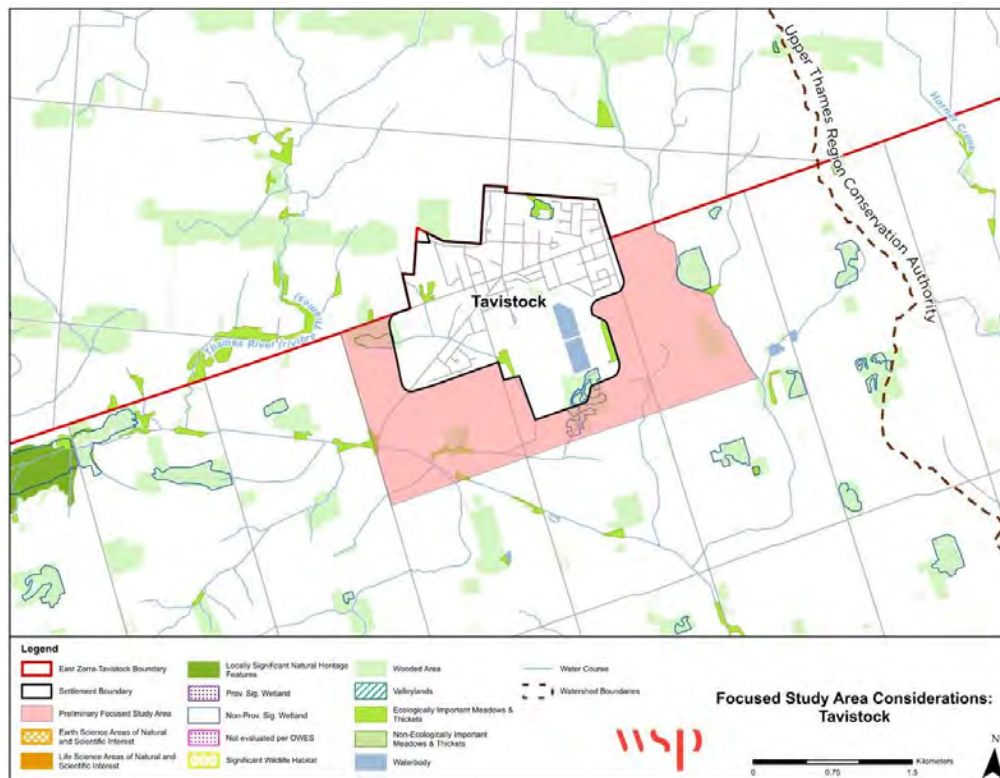 Upper Thames Region Conservation Authority
Horner Creek
Tavistock
Thames River (rivière
Thames)
Legend
East Zorra-Tavistock Boundary
Settlement Boundary
Preliminary Focused Study Area
Earth Science Areas of Natural
and Scientific Interest
Life Science Areas of Natural and
Scientific Interest
Locally Significant Natural Heritage
Features
Prov. Sig. Wetland
Non-Prov. Sig. Wetland
Not evaluated per OWES
Significant Wildlife Habitat
Wooded Area
Valleylands
Ecologically Important Meadows &
Thickets
Non-Ecologically Important
Meadows & Thickets
Waterbody
Water Course
Watershed Boundaries
wsp
Focused Study Area Considerations:
Tavistock
Kilometers
0 0.75 1.5
N